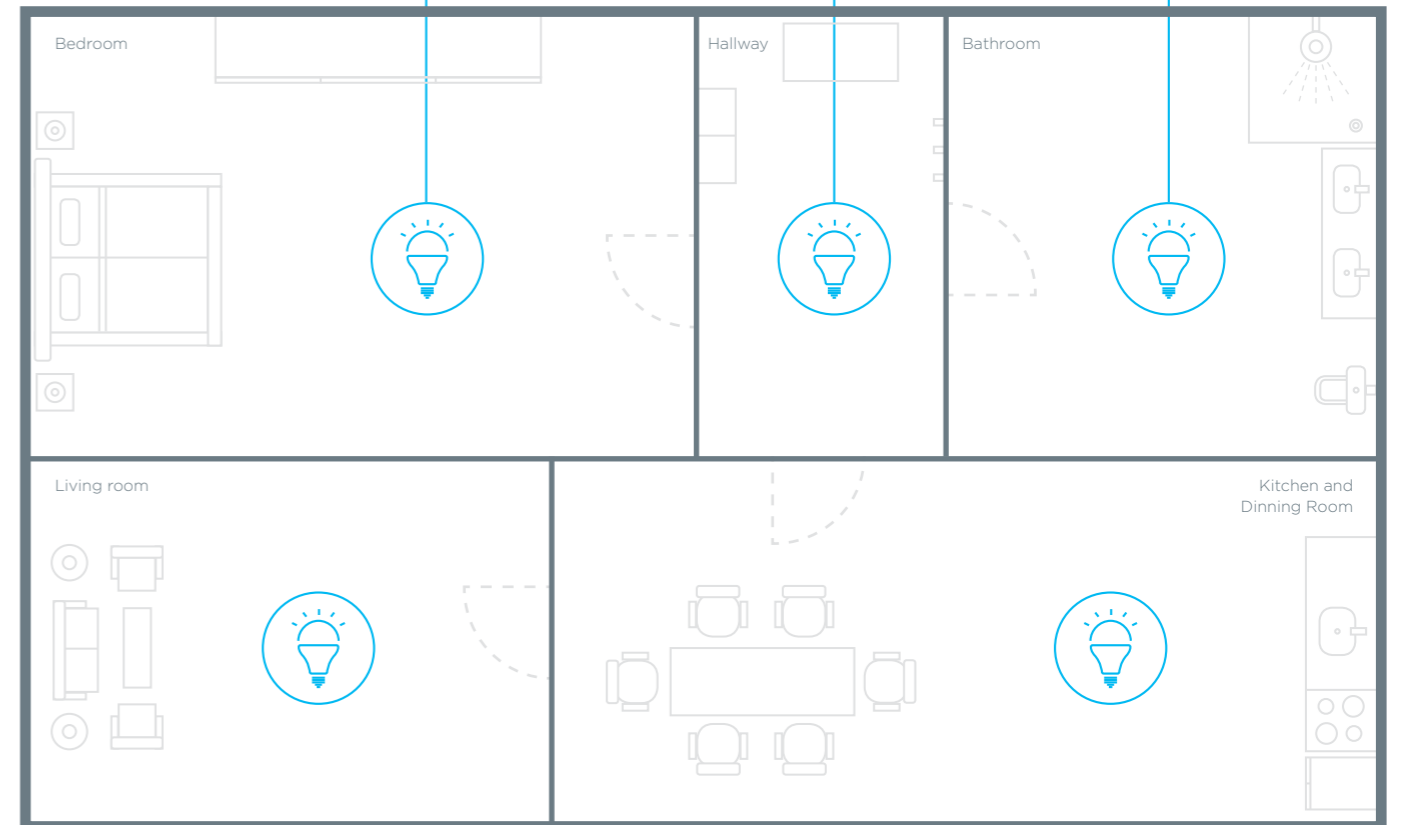 Bedroom
Hallway
Bathroom
Living room
Kitchen and
Dinning Room